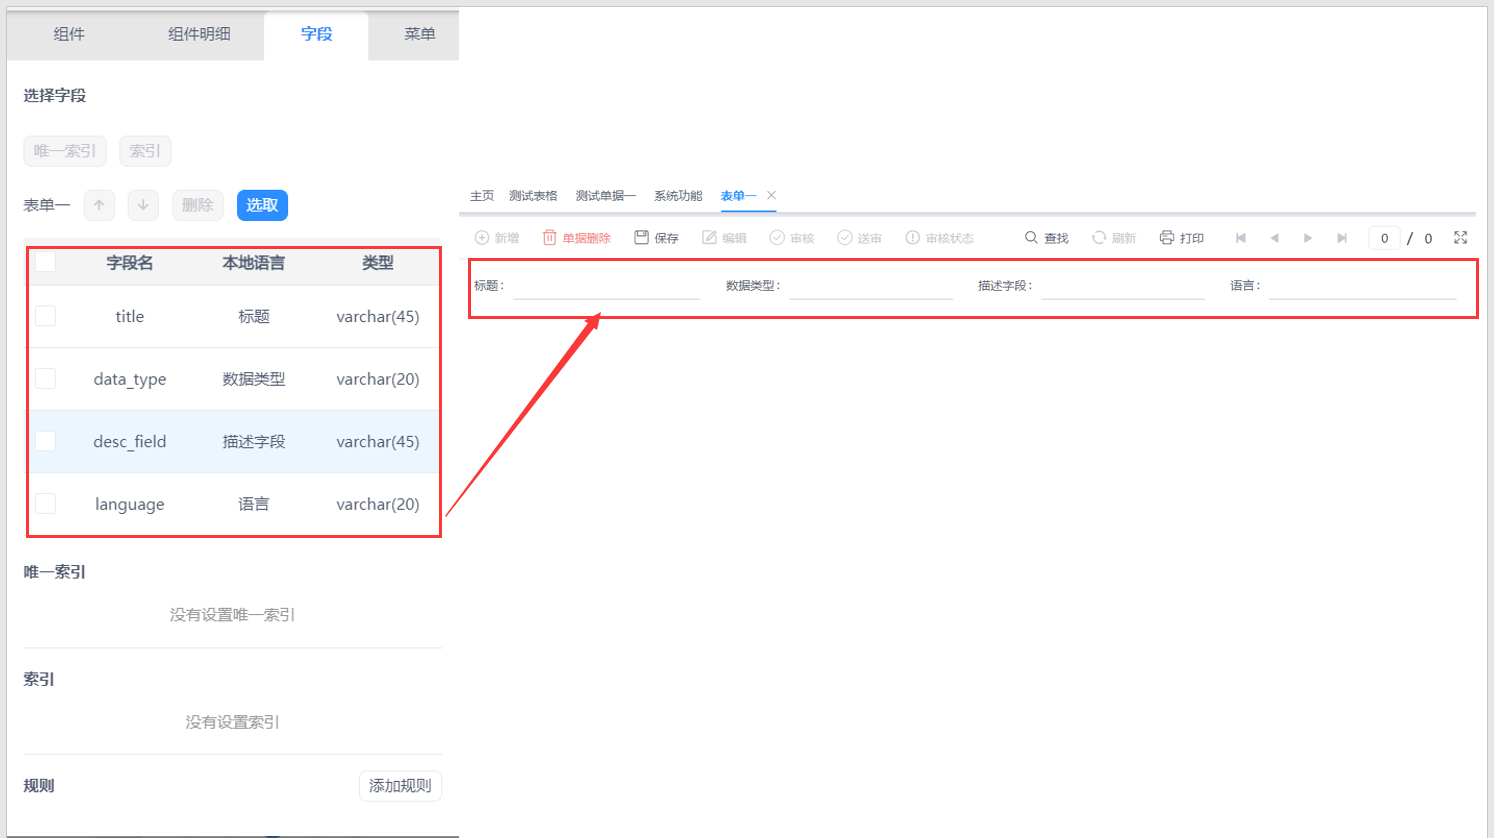 组件 组件明细 字段 菜单
选择字段
唯一索引 索引
表单一 删除 选取
字段名 本地语言 类型
title 标题 varchar(45)
data_type 数据类型 varchar(20)
desc_field 描述字段 varchar(45)
language 语言 varchar(20)
唯一索引
没有设置唯一索引
索引
没有设置索引
规则 添加规则
主页 测试表格 测试单据一 系统功能 表单一
新增 单据删除 保存 编辑 审核 送审 审核状态 查找 刷新 打印 0 / 0
标题: 数据类型: 描述字段: 语言: